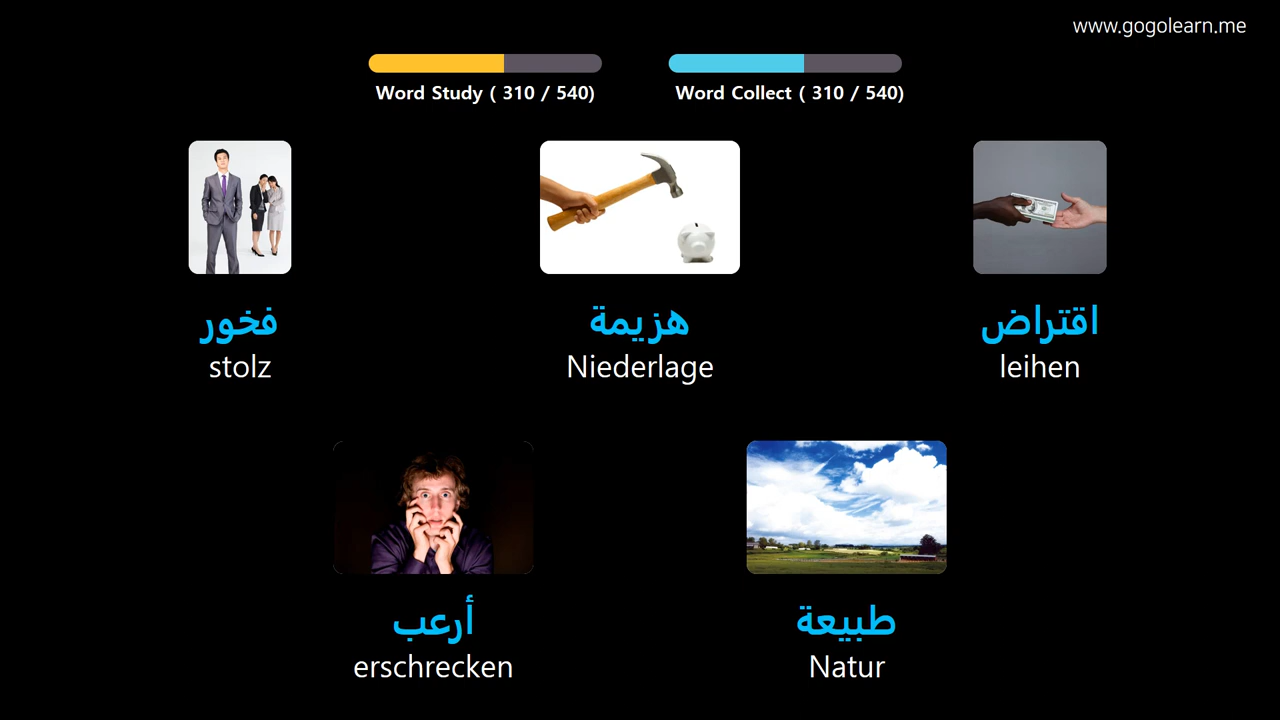 www.gogolearn.me
Word Study ( 310 / 540)
Word Collect ( 310 / 540)
فخور
stolz
هزيمة
Niederlage
اقتراض
leihen
أرعب
erschrecken
طبيعة
Natur